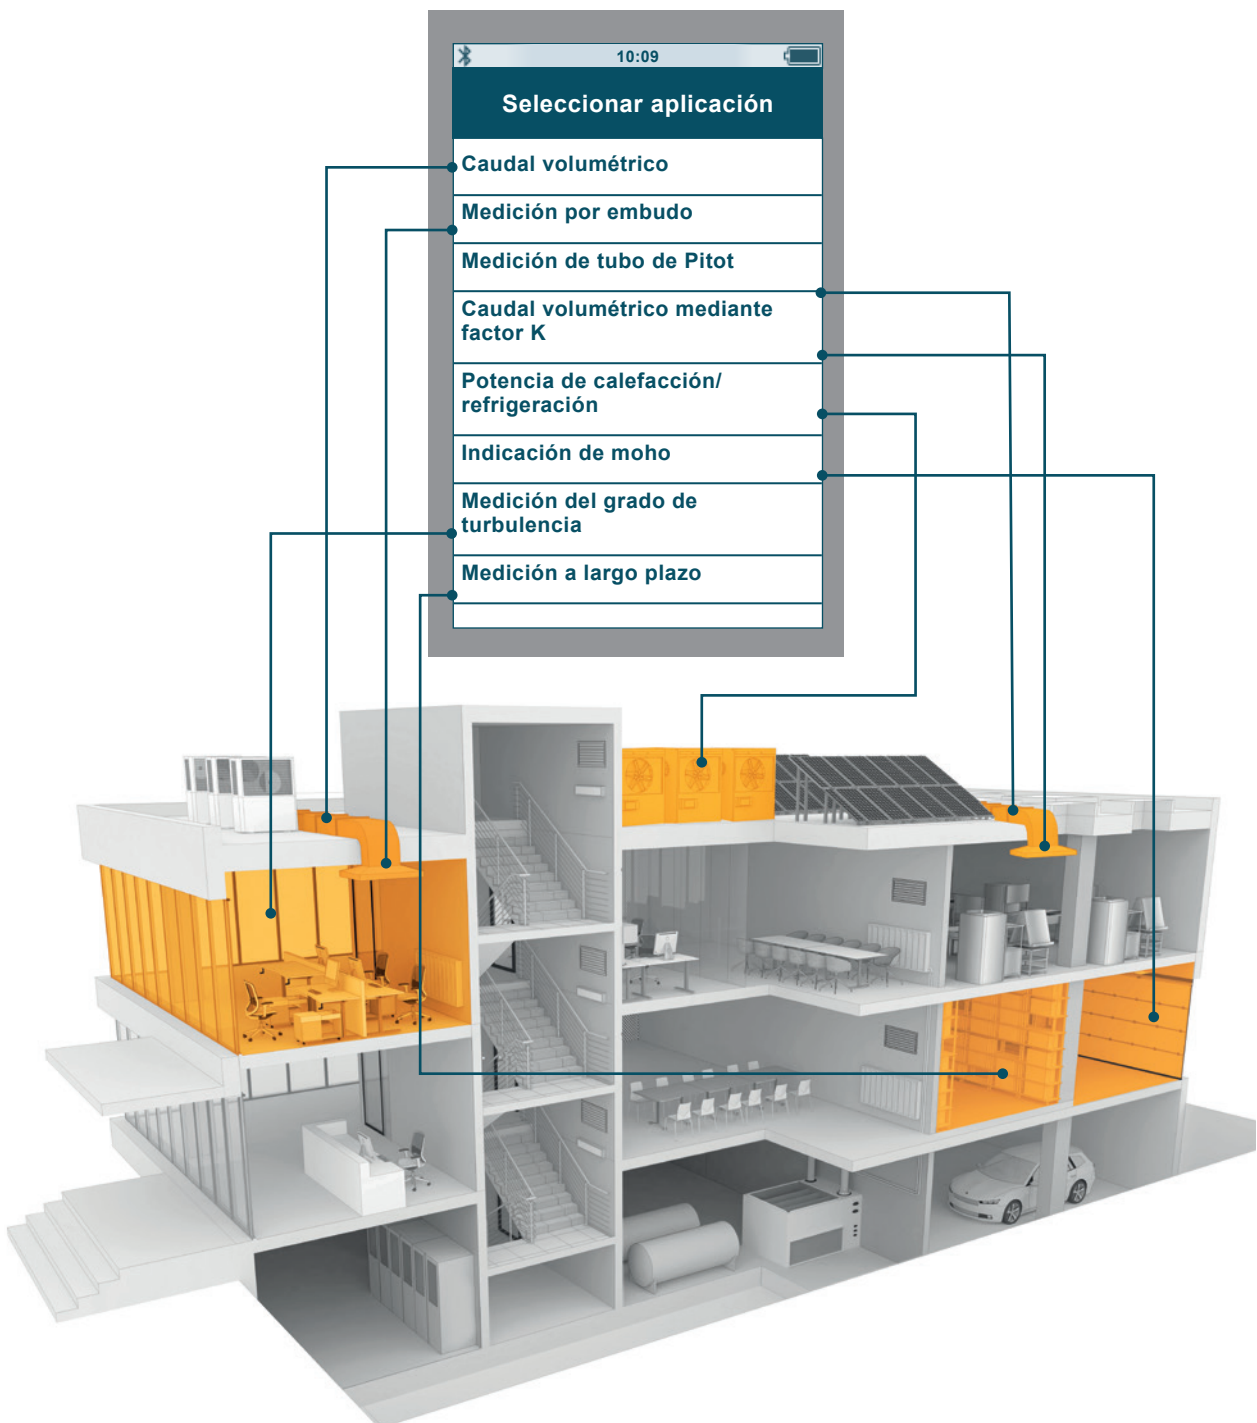 10:09
Seleccionar aplicación
Caudal volumétrico
Medición por embudo
Medición de tubo de Pitot
Caudal volumétrico mediante
factor K
Potencia de calefacción/
refrigeración
Indicación de moho
Medición del grado de
turbulencia
Medición a largo plazo